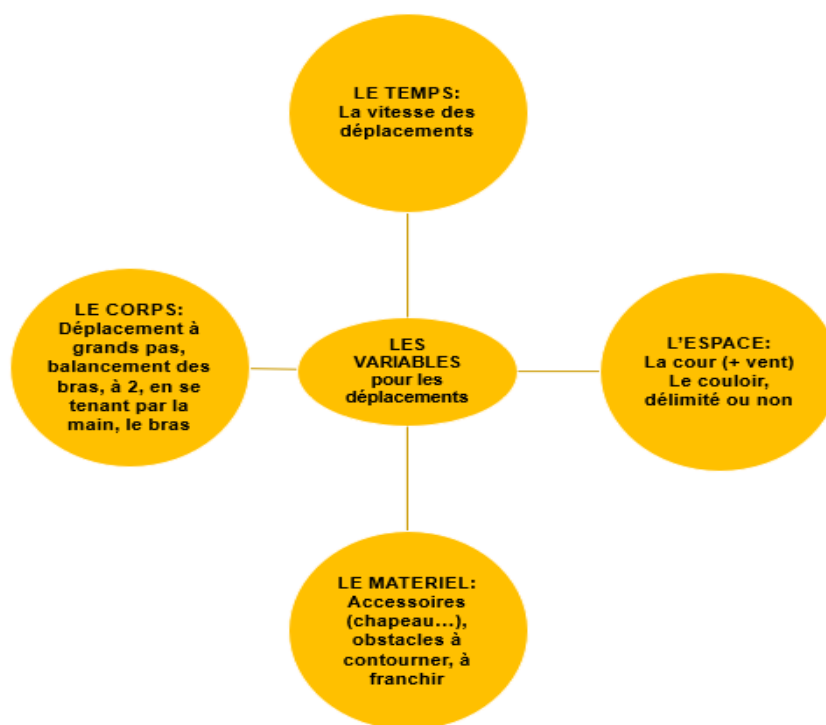 LE TEMPS:
La vitesse des
déplacements
LE CORPS:
Déplacement à
grands pas,
balancement des
bras, à 2, en se
tenant par la
main, le bras
LES
VARIABLES
pour les
déplacements
L'ESPACE:
La cour (+ vent)
Le couloir,
délimité ou non
LE MATERIEL:
Accessoires
(chapeau...),
obstacles à
contourner, à
franchir